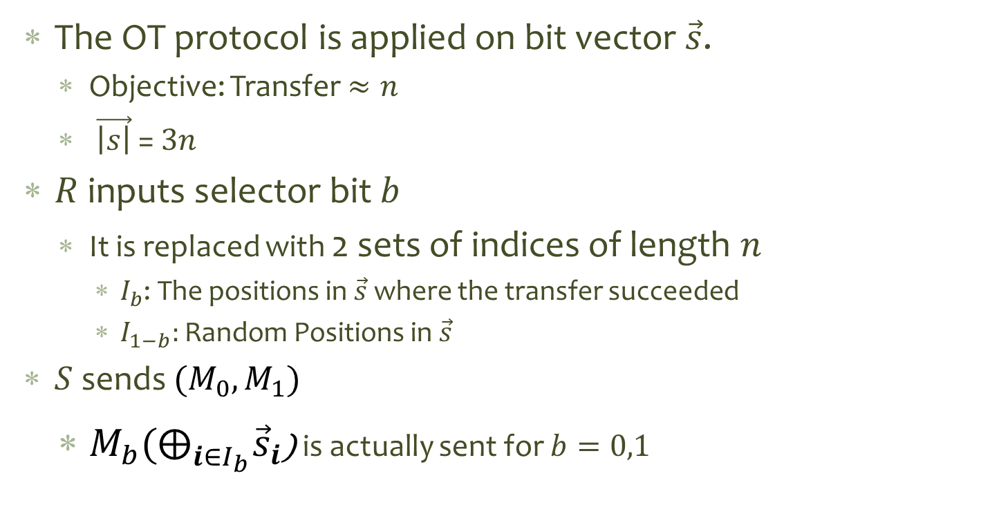 * The OT protocol is applied on bit vector $\vec{s}$.
* Objective: Transfer ≈ $n$
* $\overrightarrow{|s|}$ = $3n$
* $R$ inputs selector bit $b$
* It is replaced with 2 sets of indices of length $n$
* $I_b$: The positions in $\vec{s}$ where the transfer succeeded
* $I_{1-b}$: Random Positions in $\vec{s}$
* $S$ sends $(M_0, M_1)$
* $M_b(\oplus_{i \in I_b} \vec{s}_i)$ is actually sent for $b = 0,1$